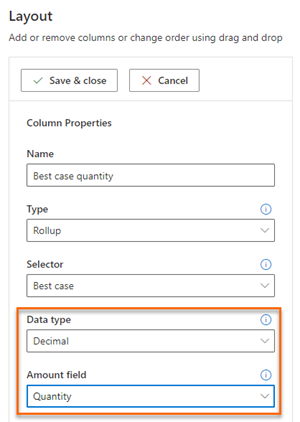 Layout
Add or remove columns or change order using drag and drop
Save & close
Cancel
Column Properties
Name
Best case quantity
Type
Rollup
Selector
Best case
Data type
Decimal
Amount field
Quantity